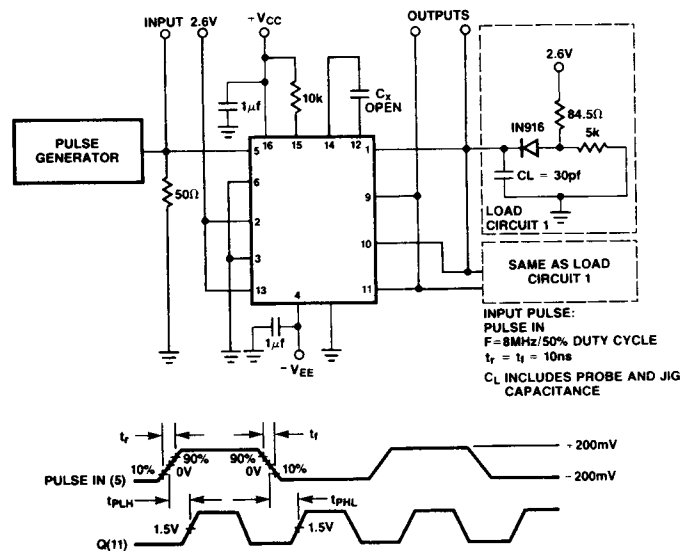 INPUT 2.6V +VCC OUTPUTS
2.6V
1µf 10k CX
OPEN
84.5Ω
IN916 5k
PULSE
GENERATOR
16 15 14 12
5 1
CL = 30pf
50Ω 6
2 9
LOAD
CIRCUIT 1
3 10
SAME AS LOAD
CIRCUIT 1
13 11
4
1µf
-VEE
INPUT PULSE:
PULSE IN
F=8MHz/50% DUTY CYCLE
tr = tf = 10ns
CL INCLUDES PROBE AND JIG
CAPACITANCE
tr tf
+200mV
10% 90% 90% 10%
0V 0V
PULSE IN (5) -200mV
tPLH tPHL
1.5V 1.5V
Q(11)